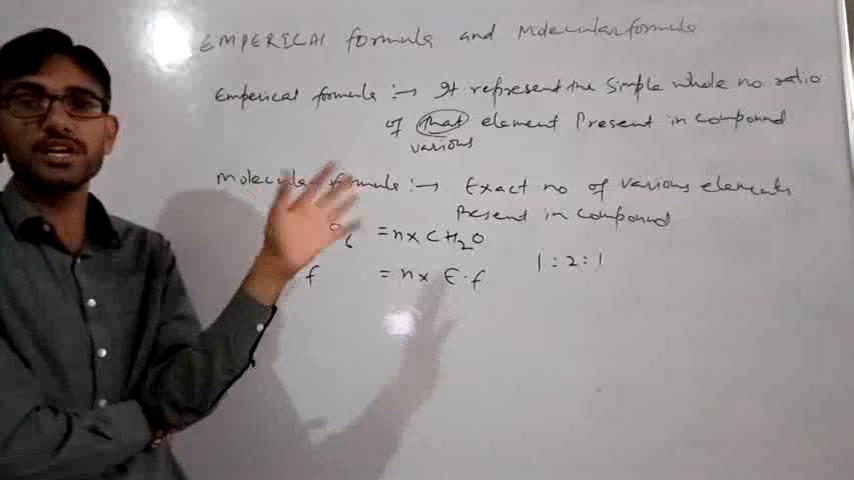 EMPERICAL formula and Molecular formula
Emperical formula :→ It represent the Simple whole no ratio
of that element Present in compound
various
Molecular formula :→ Exact no of various elements
Present in compound
6 = n x CH2O
1 : 2 : 1
f = n x E.f